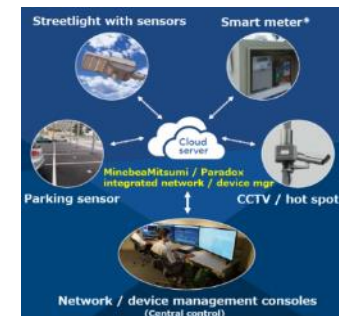 Streetlight with sensors
Smart meter*
Cloud
server
MinebeaMitsumi / Paradox
integrated network / device mgr
Parking sensor
CCTV / hot spot
Network / device management consoles
(Central control)